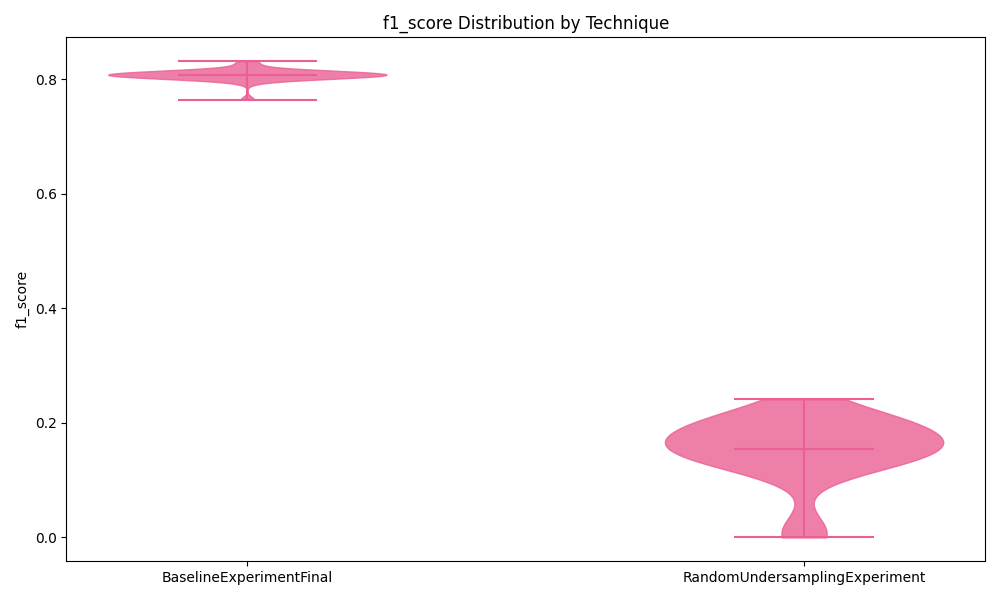 f1_score Distribution by Technique
f1_score
0.8
0.6
0.4
0.2
0.0
BaselineExperimentFinal
RandomUndersamplingExperiment